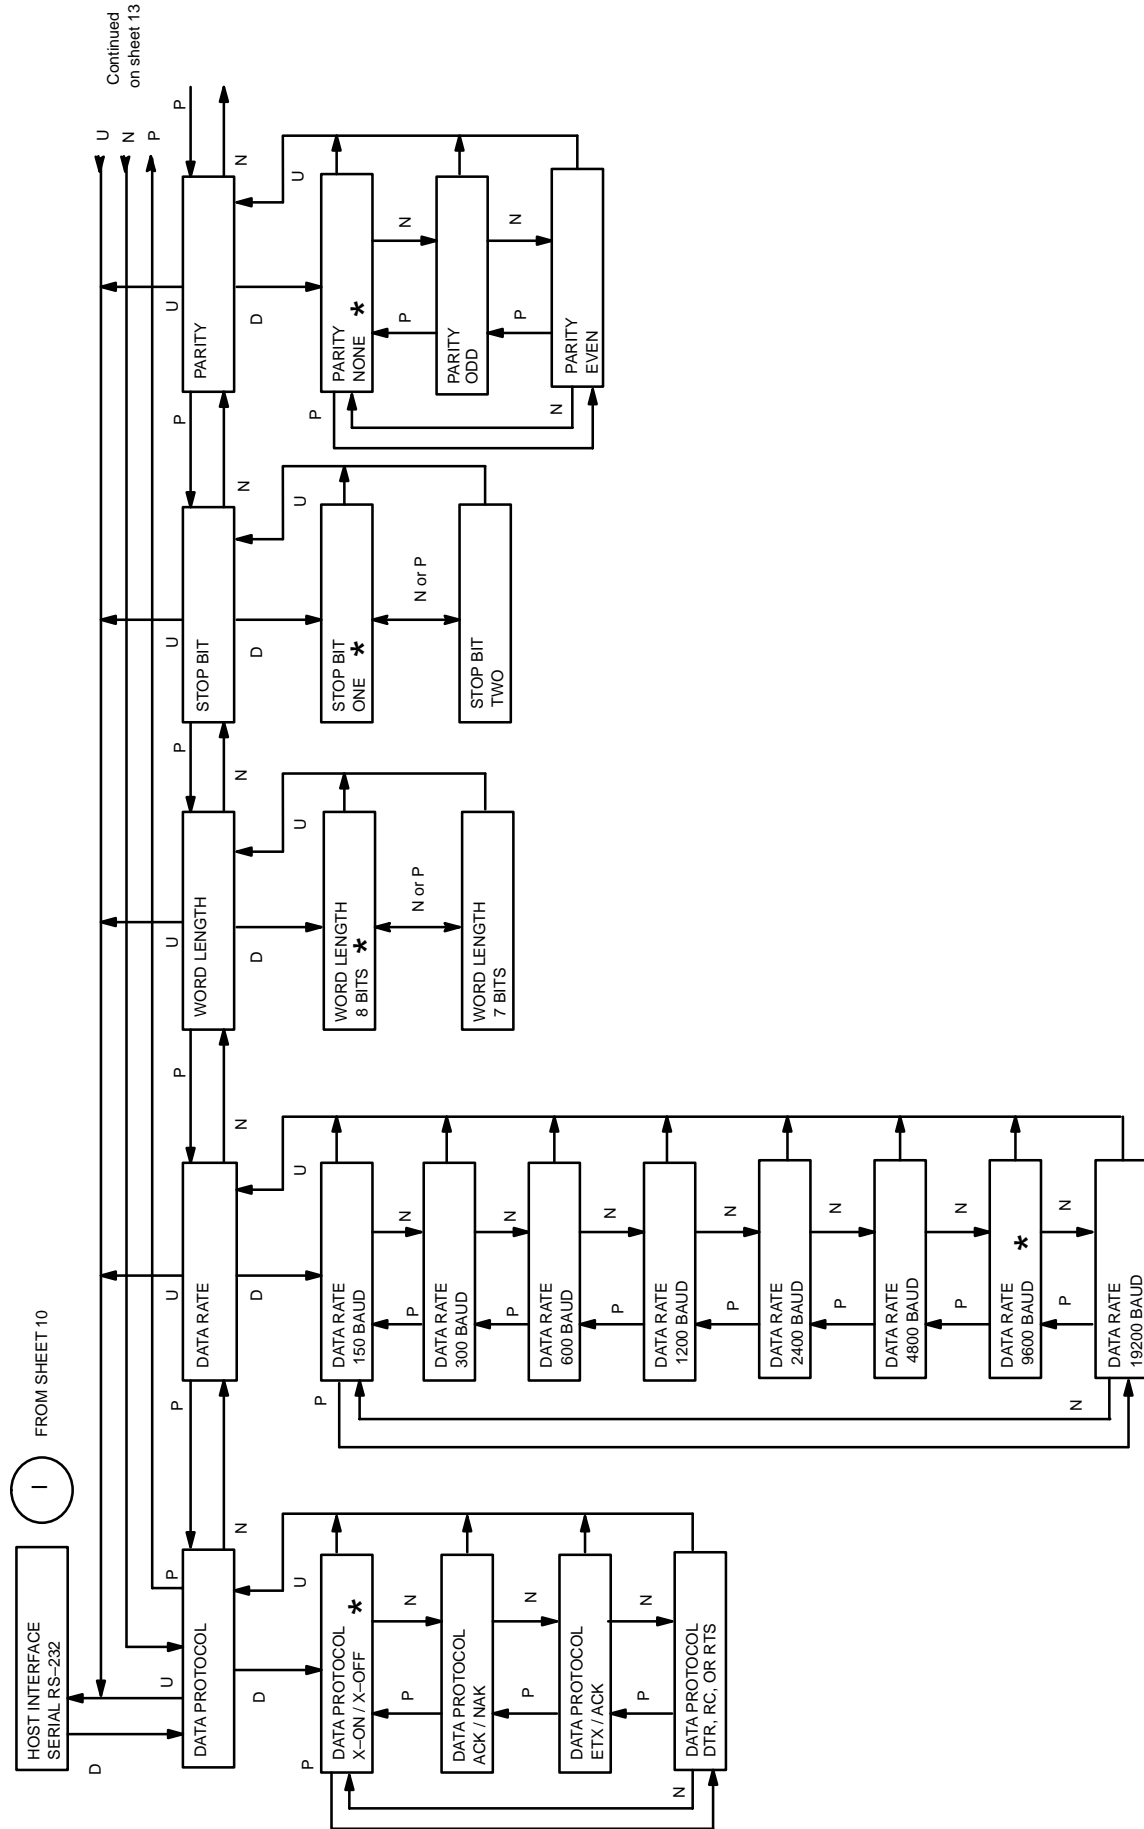 HOST INTERFACE
SERIAL RS–232
I
FROM SHEET 10
D
U
P
U
N
P
Continued
on sheet 13
DATA PROTOCOL
P
N
D
U
DATA PROTOCOL
X–ON / X–OFF *
P
P
N
DATA PROTOCOL
ACK / NAK
P
N
DATA PROTOCOL
ETX / ACK
P
N
DATA PROTOCOL
DTR, RC, OR RTS
N
U
DATA RATE
P
N
D
U
DATA RATE
150 BAUD
P
P
N
DATA RATE
300 BAUD
P
N
DATA RATE
600 BAUD
P
N
DATA RATE
1200 BAUD
P
N
DATA RATE
2400 BAUD
P
N
DATA RATE
4800 BAUD
P
N
DATA RATE
9600 BAUD *
P
N
DATA RATE
19200 BAUD
N
U
WORD LENGTH
P
N
D
U
WORD LENGTH
8 BITS *
N or P
WORD LENGTH
7 BITS
U
STOP BIT
P
N
D
U
STOP BIT
ONE *
N or P
STOP BIT
TWO
U
PARITY
P
N
D
U
PARITY
NONE *
P
P
N
PARITY
ODD
P
N
PARITY
EVEN
N